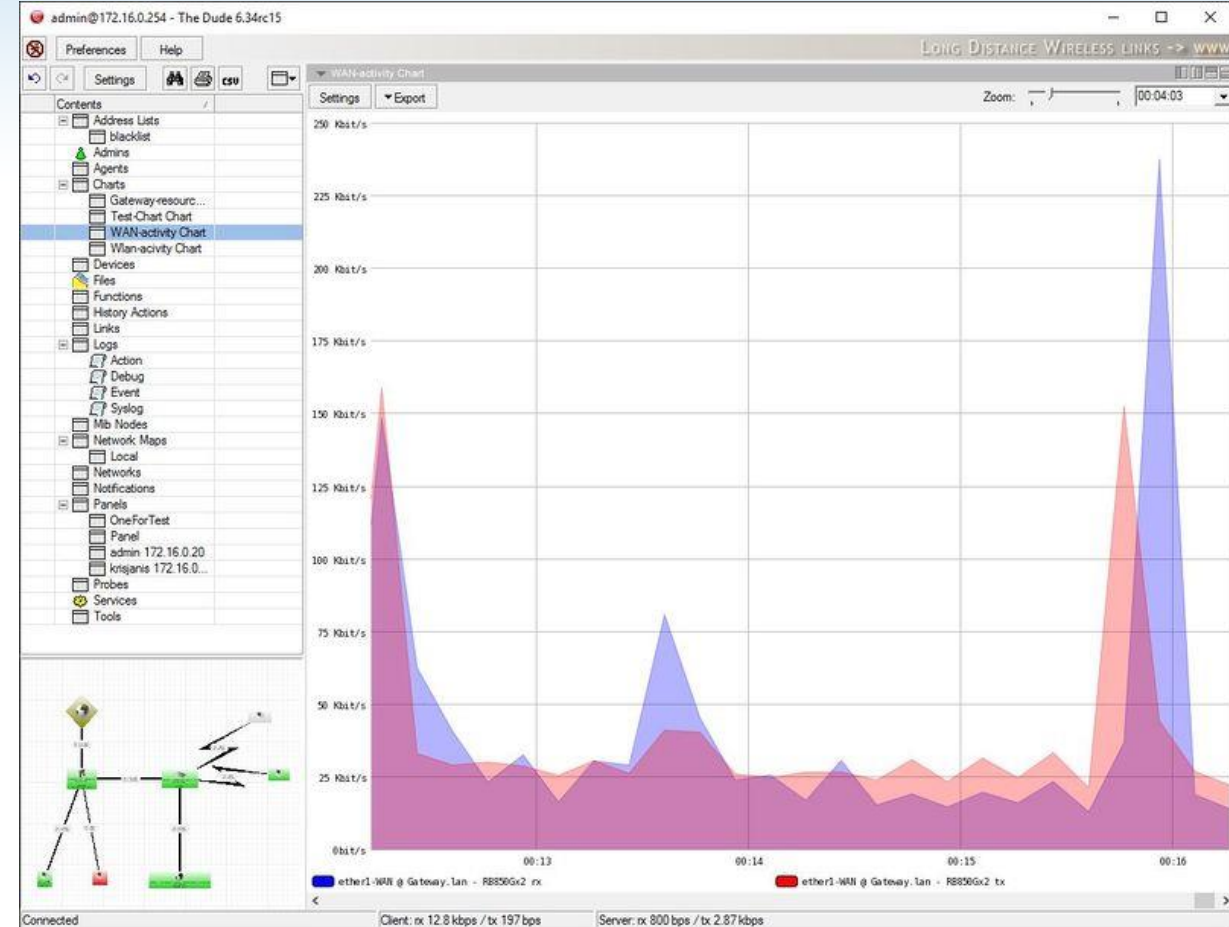 admin@172.16.0.254 - The Dude 6.34rc15
Preferences Help
LONG DISTANCE WIRELESS LINKS -> WWW
Settings CSV
WAN-activity Chart
Settings Export
Zoom: 00:04:03
Contents
Address Lists
blacklist
Admins
Agents
Charts
Gateway-resourc...
Test-Chart Chart
WAN-activity Chart
Wlan-acivity Chart
Devices
Files
Functions
History Actions
Links
Logs
Action
Debug
Event
Syslog
Mib Nodes
Network Maps
Local
Networks
Notifications
Panels
OneForTest
Panel
admin 172.16.0.20
krisjanis 172.16.0...
Probes
Services
Tools
250 Kbit/s
225 Kbit/s
200 Kbit/s
175 Kbit/s
150 Kbit/s
125 Kbit/s
100 Kbit/s
75 Kbit/s
50 Kbit/s
25 Kbit/s
0bit/s
00:13 00:14 00:15 00:16
ether1-WAN @ Gateway.lan - RB850Gx2 rx
ether1-WAN @ Gateway.lan - RB850Gx2 tx
Connected
Client: rx 12.8 kbps / tx 197 bps
Server: rx 800 bps / tx 2.87 kbps